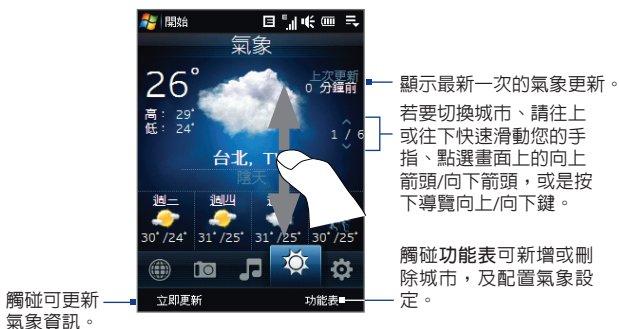 開始
氣象
26°
上次更新
0 分鐘前
高： 29°
低： 24°
1 / 6
台北, T
陰天
週一
週四
30°/24°
31°/25°
31°/25°
30°/25°
立即更新
功能表
顯示最新一次的氣象更新。
若要切換城市、請往上
或往下快速滑動您的手
指、點選畫面上的向上
箭頭/向下箭頭，或是按
下導覽向上/向下鍵。
觸碰功能表可新增或刪
除城市，及配置氣象設
定。
觸碰可更新
氣象資訊。